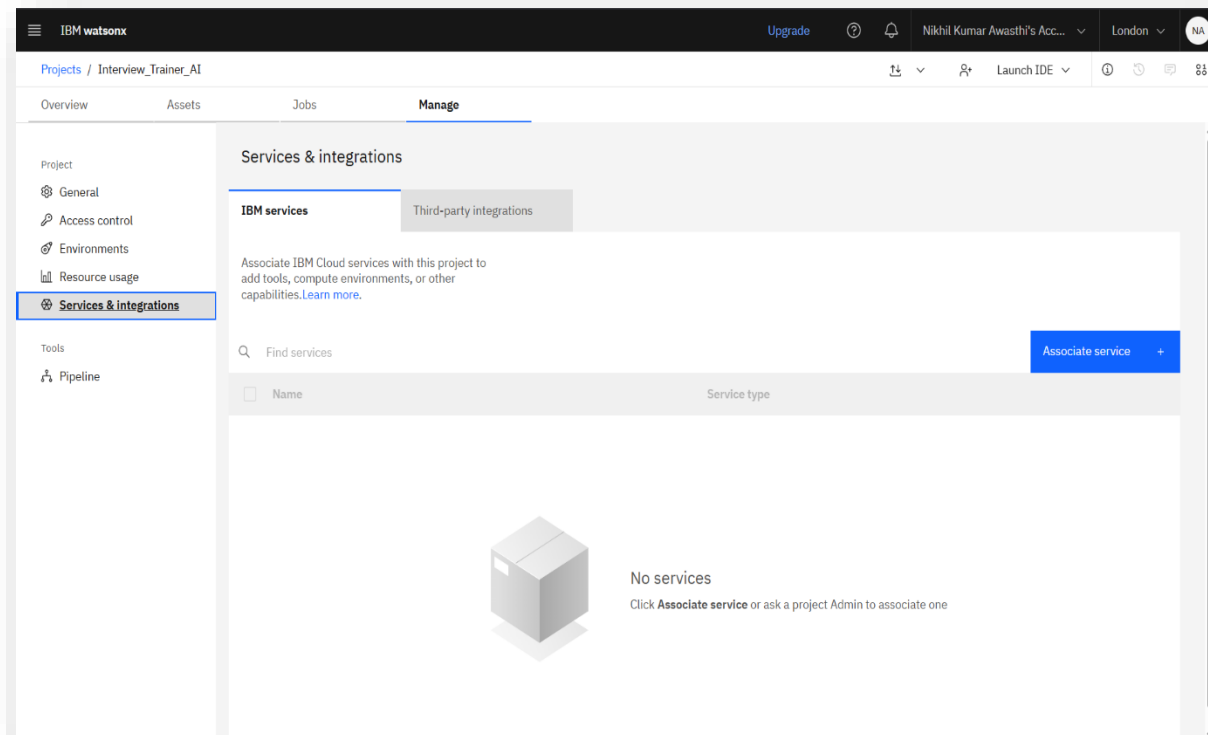 IBM watsonx
Upgrade
Nikhil Kumar Awasthi's Acc...
London
NA
Projects / Interview_Trainer_AI
Launch IDE
Overview
Assets
Jobs
Manage
Project
General
Access control
Environments
Resource usage
Services & integrations
Tools
Pipeline
Services & integrations
IBM services
Third-party integrations
Associate IBM Cloud services with this project to
add tools, compute environments, or other
capabilities.Learn more.
Find services
Associate service +
Name
Service type
No services
Click Associate service or ask a project Admin to associate one